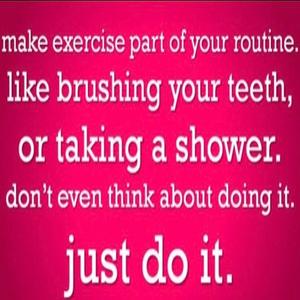 make exercise part of your routine.
like brushing your teeth,
or taking a shower.
don't even think about doing it.
just do it.